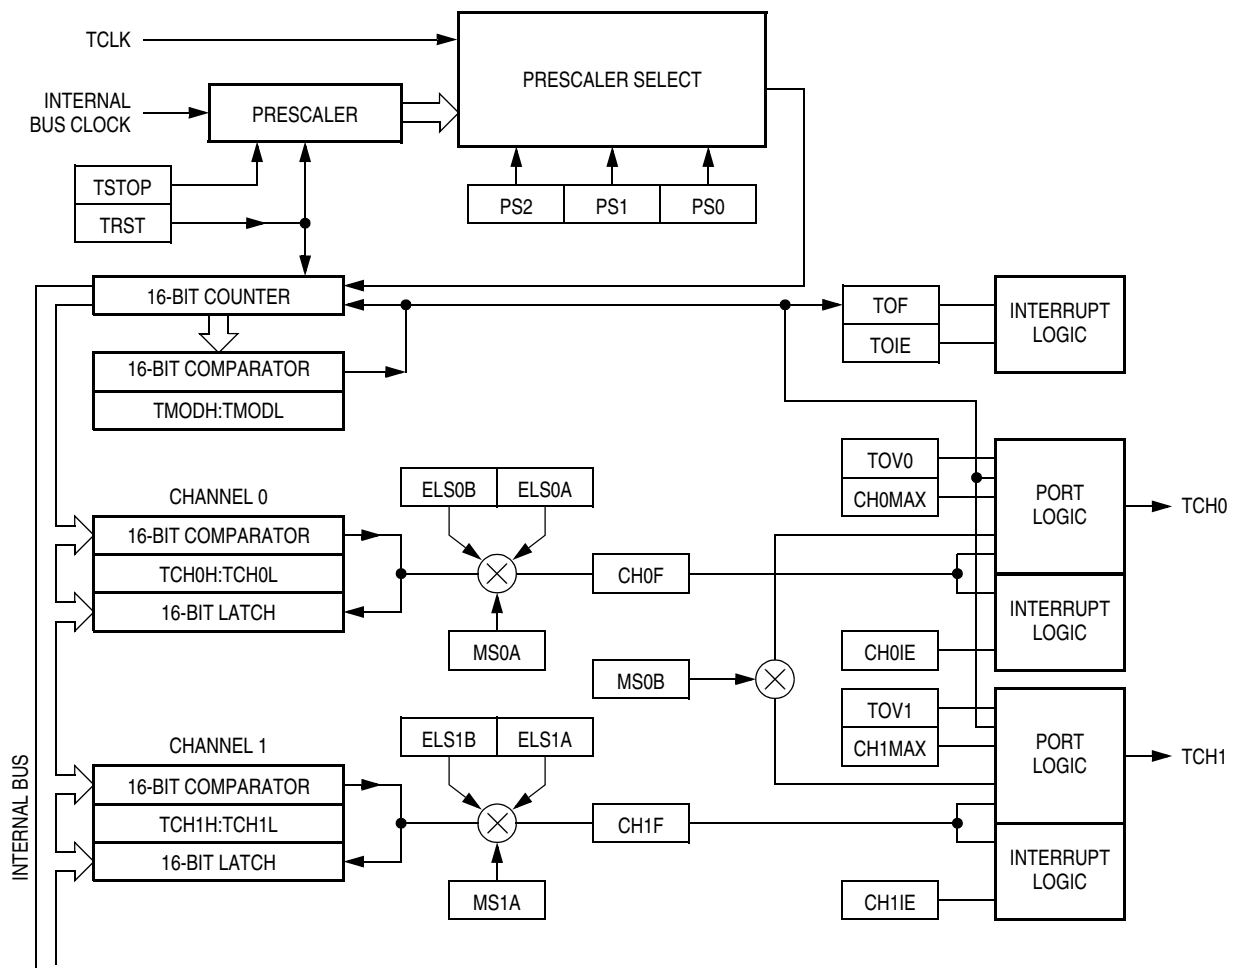 TCLK
PRESCALER SELECT
INTERNAL
BUS CLOCK
PRESCALER
TSTOP
TRST
PS2
PS1
PS0
16-BIT COUNTER
16-BIT COMPARATOR
TMODH:TMODL
TOF
TOIE
INTERRUPT
LOGIC
CHANNEL 0
16-BIT COMPARATOR
TCH0H:TCH0L
16-BIT LATCH
ELS0B
ELS0A
MS0A
CH0F
TOV0
CH0MAX
PORT
LOGIC
TCH0
INTERRUPT
LOGIC
CH0IE
MS0B
CHANNEL 1
16-BIT COMPARATOR
TCH1H:TCH1L
16-BIT LATCH
ELS1B
ELS1A
MS1A
CH1F
TOV1
CH1MAX
PORT
LOGIC
TCH1
INTERRUPT
LOGIC
CH1IE
INTERNAL BUS